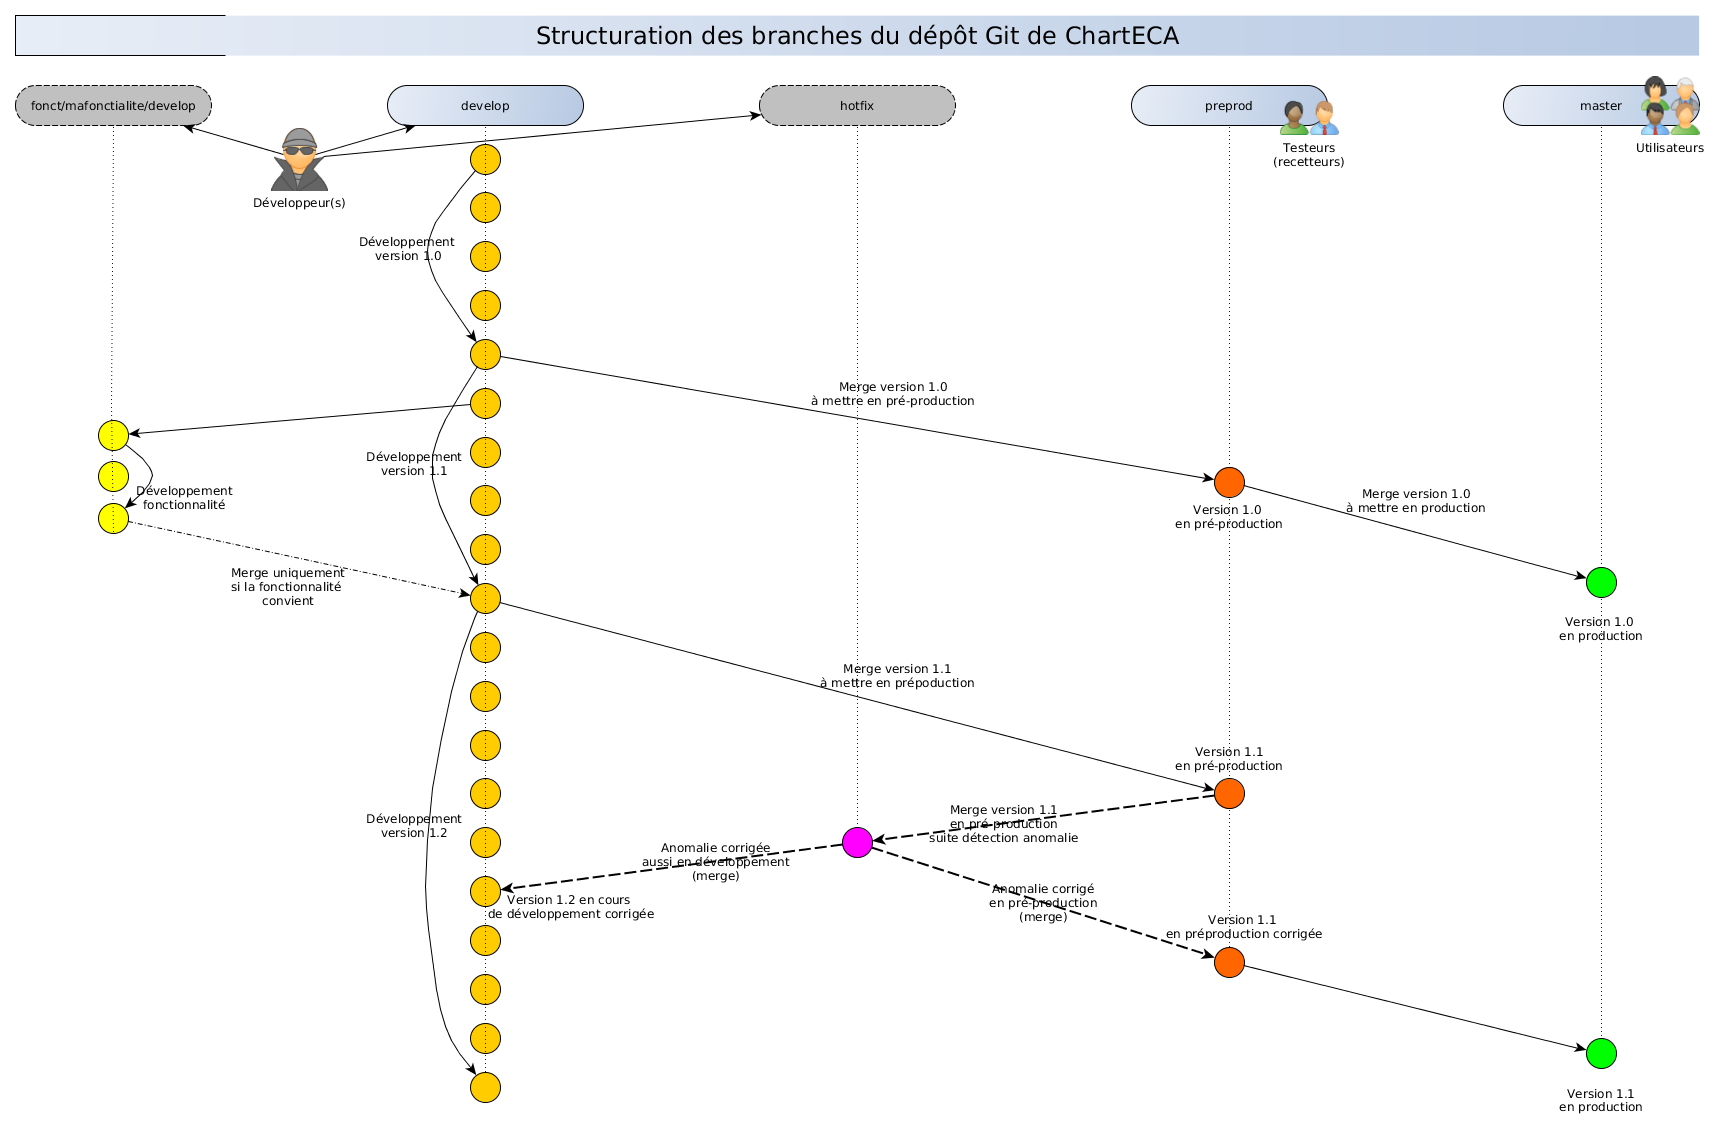 Structuration des branches du dépôt Git de ChartECA
fonct/mafonctialite/develop
develop
hotfix
preprod
master
Testeurs
(recetteurs)
Utilisateurs
Développeur(s)
Développement
version 1.0
Merge version 1.0
à mettre en pré-production
Développement
version 1.1
Développement
fonctionnalité
Version 1.0
en pré-production
Merge version 1.0
à mettre en production
Merge uniquement
si la fonctionnalité
convient
Version 1.0
en production
Merge version 1.1
à mettre en prépoduction
Version 1.1
en pré-production
Développement
version 1.2
Merge version 1.1
en pré-production
suite détection anomalie
Anomalie corrigée
aussi en développement
(merge)
Version 1.2 en cours
de développement corrigée
Anomalie corrigé
en pré-production
(merge)
Version 1.1
en préproduction corrigée
Version 1.1
en production